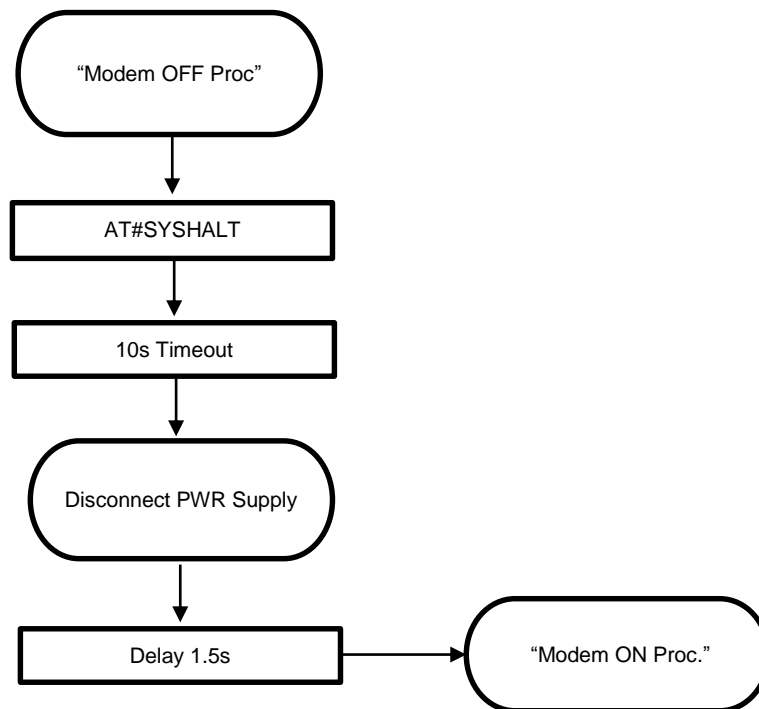 “Modem OFF Proc”
AT#SYSHALT
10s Timeout
Disconnect PWR Supply
Delay 1.5s
“Modem ON Proc.”